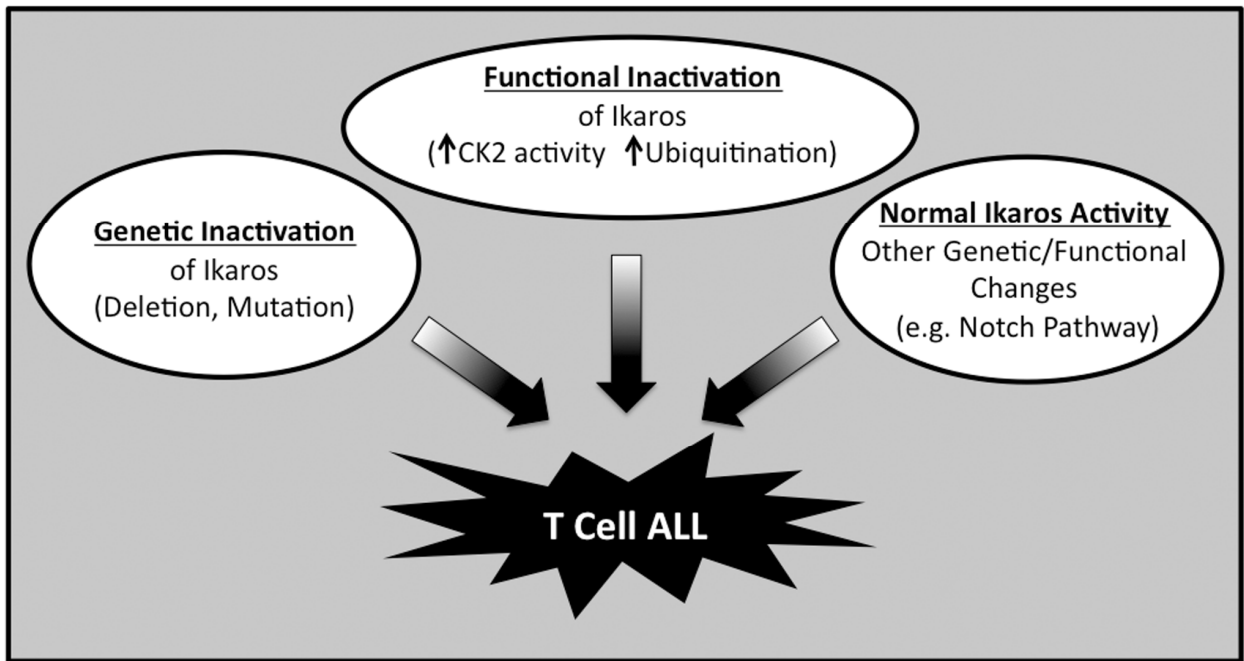 Functional Inactivation
of Ikaros
(↑CK2 activity ↑Ubiquitination)
Genetic Inactivation
of Ikaros
(Deletion, Mutation)
Normal Ikaros Activity
Other Genetic/Functional
Changes
(e.g. Notch Pathway)
T Cell ALL